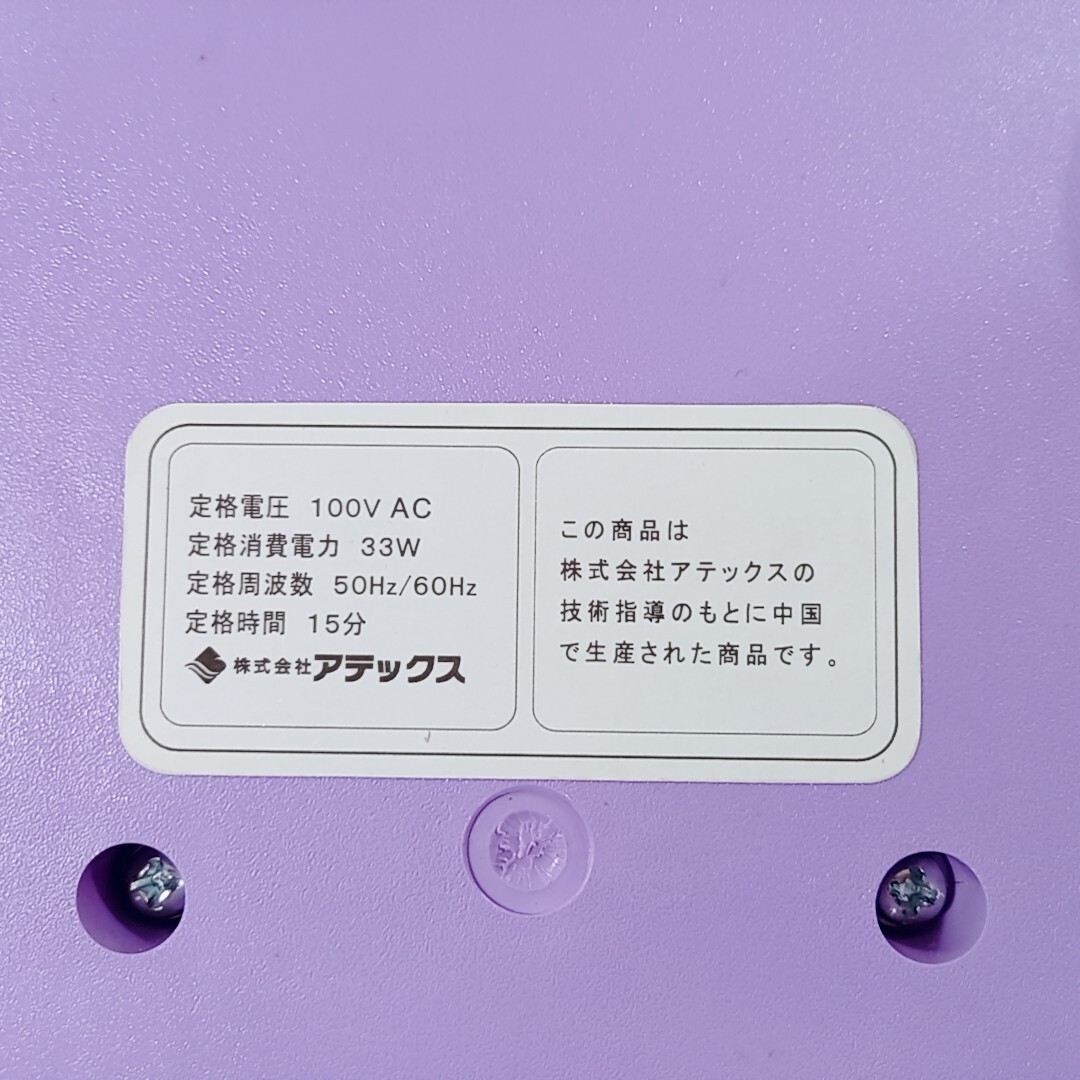 定格電圧 100V AC
定格消費電力 33W
定格周波数 50Hz/60Hz
定格時間 15分
株式会社アテックス
この商品は
株式会社アテックスの
技術指導のもとに中国
で生産された商品です。